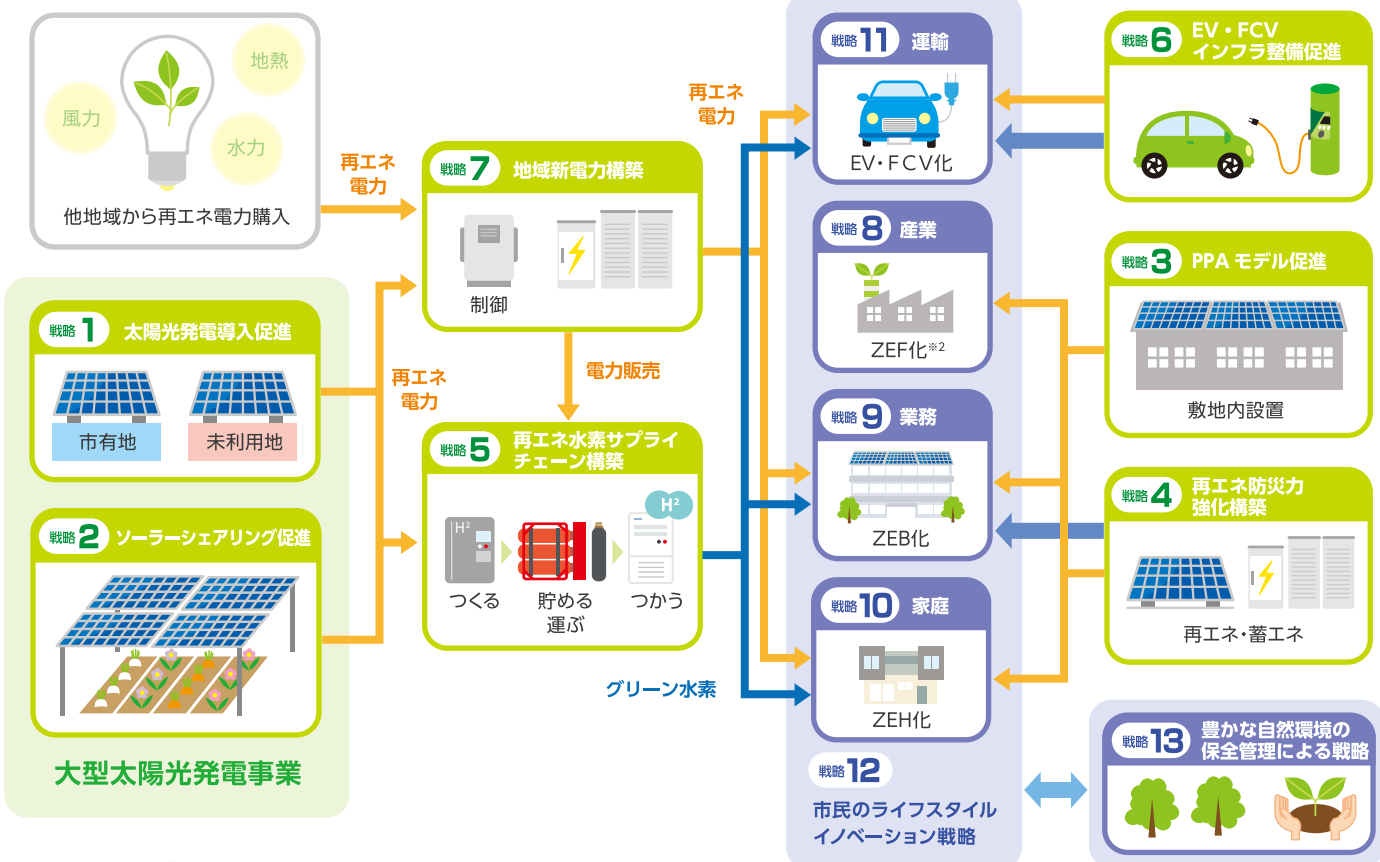 地熱
風力
水力
他地域から再エネ電力購入
再エネ
電力
戦略1 太陽光発電導入促進
市有地
未利用地
戦略2 ソーラーシェアリング促進
大型太陽光発電事業
再エネ
電力
戦略7 地域新電力構築
制御
電力販売
戦略5 再エネ水素サプライ
チェーン構築
H²
H²
つくる
貯める
運ぶ
つかう
グリーン水素
再エネ
電力
戦略11 運輸
EV・FCV化
戦略8 産業
ZEF化※2
戦略9 業務
ZEB化
戦略10 家庭
ZEH化
戦略12
市民のライフスタイル
イノベーション戦略
戦略6 EV・FCV
インフラ整備促進
戦略3 PPA モデル促進
敷地内設置
戦略4 再エネ防災力
強化構築
再エネ・蓄エネ
戦略13 豊かな自然環境の
保全管理による戦略